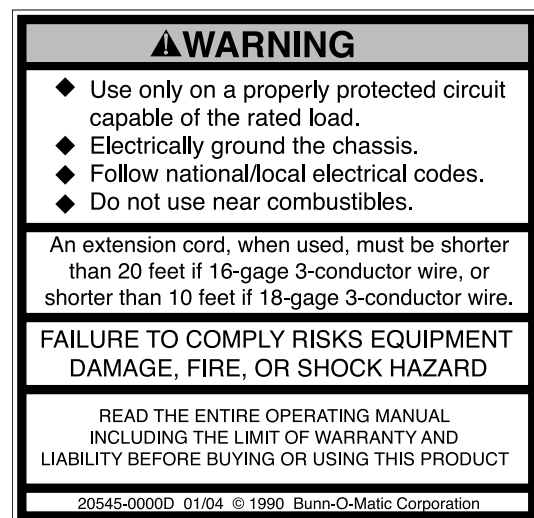 ⚠WARNING
◆ Use only on a properly protected circuit
capable of the rated load.
◆ Electrically ground the chassis.
◆ Follow national/local electrical codes.
◆ Do not use near combustibles.
An extension cord, when used, must be shorter
than 20 feet if 16-gage 3-conductor wire, or
shorter than 10 feet if 18-gage 3-conductor wire.
FAILURE TO COMPLY RISKS EQUIPMENT
DAMAGE, FIRE, OR SHOCK HAZARD
READ THE ENTIRE OPERATING MANUAL
INCLUDING THE LIMIT OF WARRANTY AND
LIABILITY BEFORE BUYING OR USING THIS PRODUCT
20545-0000D 01/04 © 1990 Bunn-O-Matic Corporation